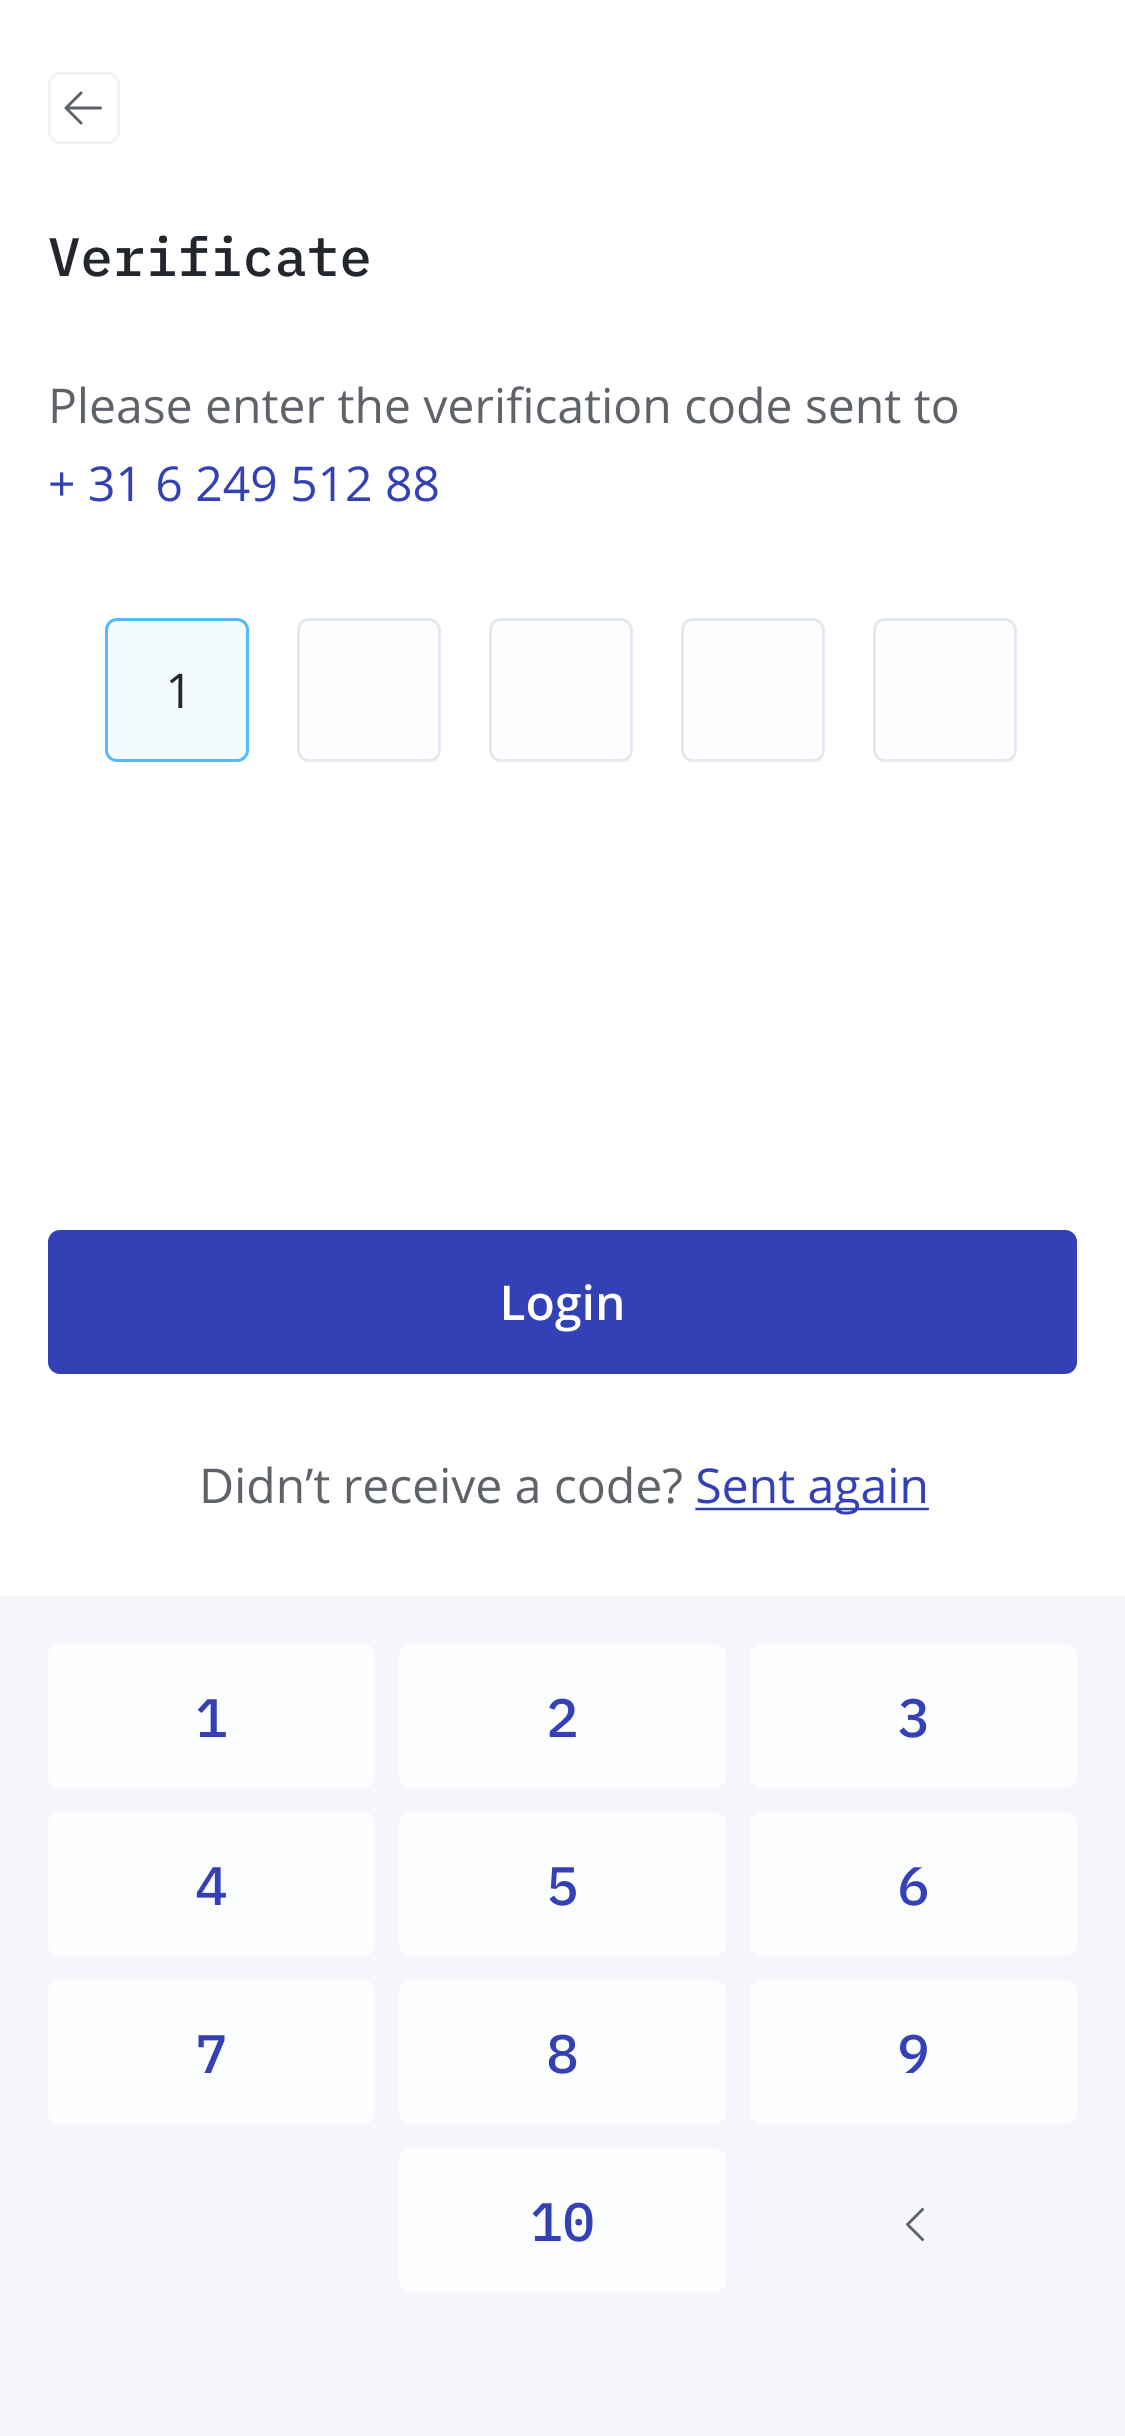 Verificate
Please enter the verification code sent to
+ 31 6 249 512 88
1
Login
Didn’t receive a code? Sent again
1 2 3
4 5 6
7 8 9
10